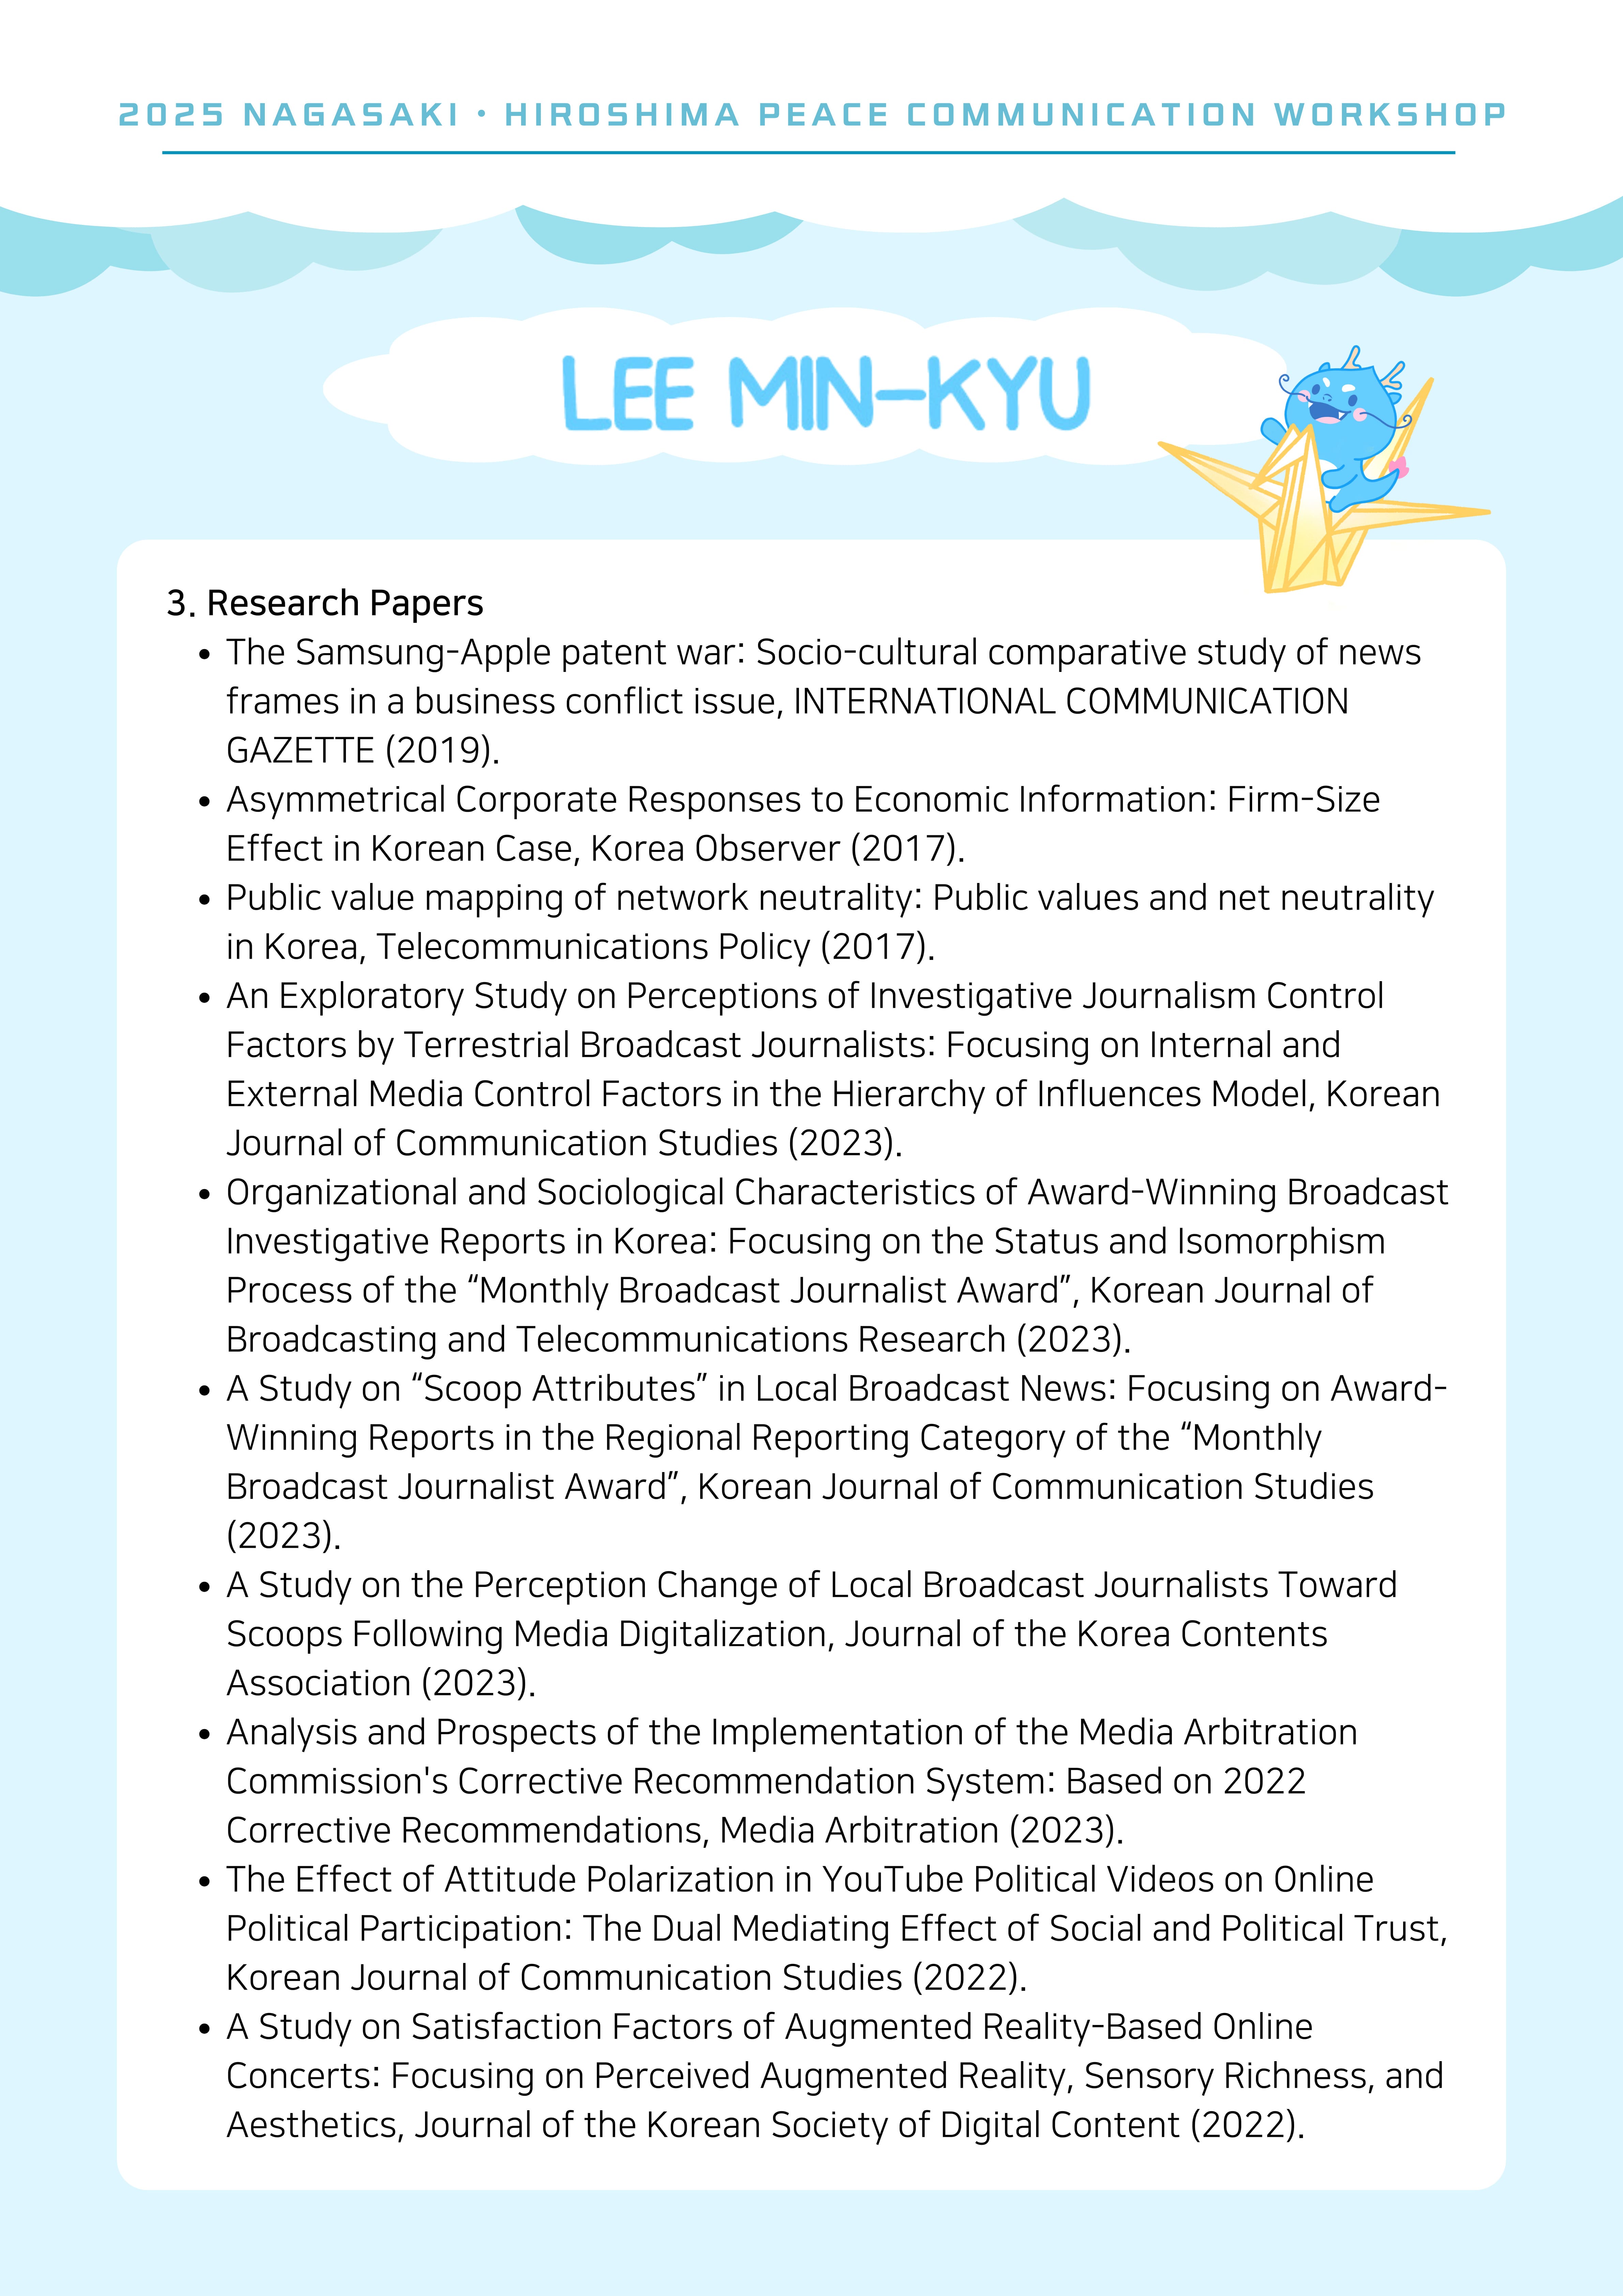 2025 NAGASAKI • HIROSHIMA PEACE COMMUNICATION WORKSHOP
LEE MIN-KYU
3. Research Papers
• The Samsung-Apple patent war: Socio-cultural comparative study of news
frames in a business conflict issue, INTERNATIONAL COMMUNICATION
GAZETTE (2019).
• Asymmetrical Corporate Responses to Economic Information: Firm-Size
Effect in Korean Case, Korea Observer (2017).
• Public value mapping of network neutrality: Public values and net neutrality
in Korea, Telecommunications Policy (2017).
• An Exploratory Study on Perceptions of Investigative Journalism Control
Factors by Terrestrial Broadcast Journalists: Focusing on Internal and
External Media Control Factors in the Hierarchy of Influences Model, Korean
Journal of Communication Studies (2023).
• Organizational and Sociological Characteristics of Award-Winning Broadcast
Investigative Reports in Korea: Focusing on the Status and Isomorphism
Process of the “Monthly Broadcast Journalist Award”, Korean Journal of
Broadcasting and Telecommunications Research (2023).
• A Study on “Scoop Attributes” in Local Broadcast News: Focusing on Award-
Winning Reports in the Regional Reporting Category of the “Monthly
Broadcast Journalist Award”, Korean Journal of Communication Studies
(2023).
• A Study on the Perception Change of Local Broadcast Journalists Toward
Scoops Following Media Digitalization, Journal of the Korea Contents
Association (2023).
• Analysis and Prospects of the Implementation of the Media Arbitration
Commission's Corrective Recommendation System: Based on 2022
Corrective Recommendations, Media Arbitration (2023).
• The Effect of Attitude Polarization in YouTube Political Videos on Online
Political Participation: The Dual Mediating Effect of Social and Political Trust,
Korean Journal of Communication Studies (2022).
• A Study on Satisfaction Factors of Augmented Reality-Based Online
Concerts: Focusing on Perceived Augmented Reality, Sensory Richness, and
Aesthetics, Journal of the Korean Society of Digital Content (2022).